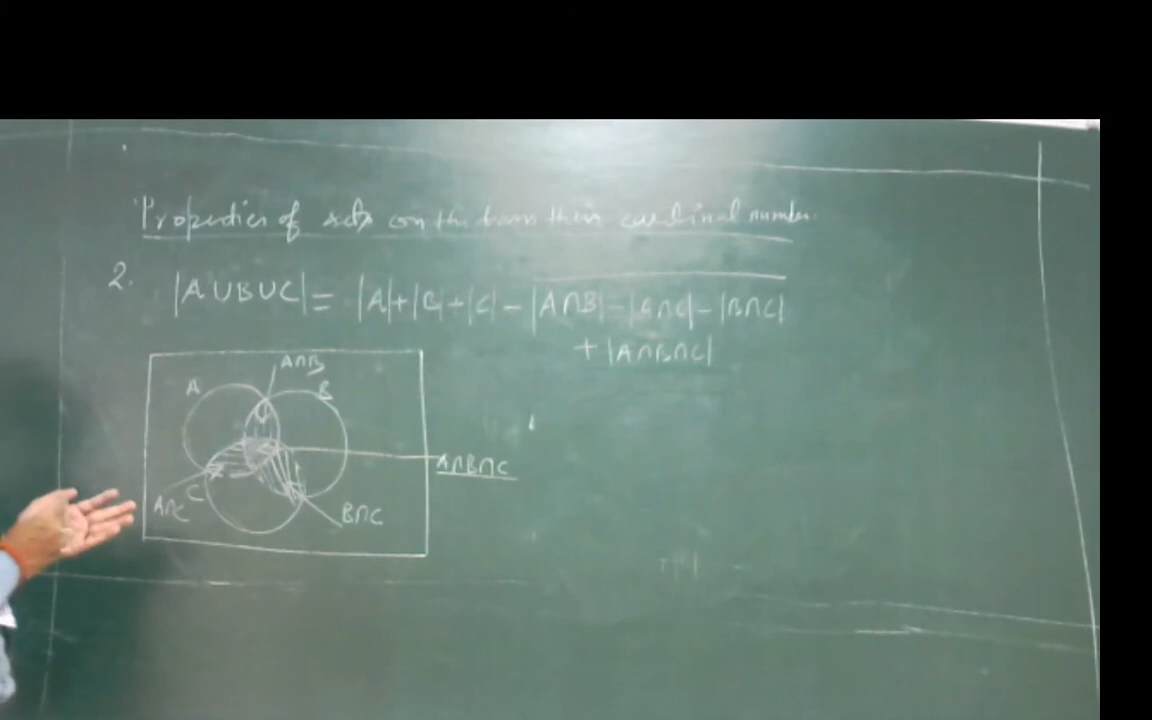 Properties of sets on the basis their cardinal number.
2. |A∪B∪C| = |A|+|B|+|C| - |A∩B| - |A∩C| - |B∩C|
+ |A∩B∩C|
A∩B
A
B
A∩B∩C
C
A∩C
B∩C